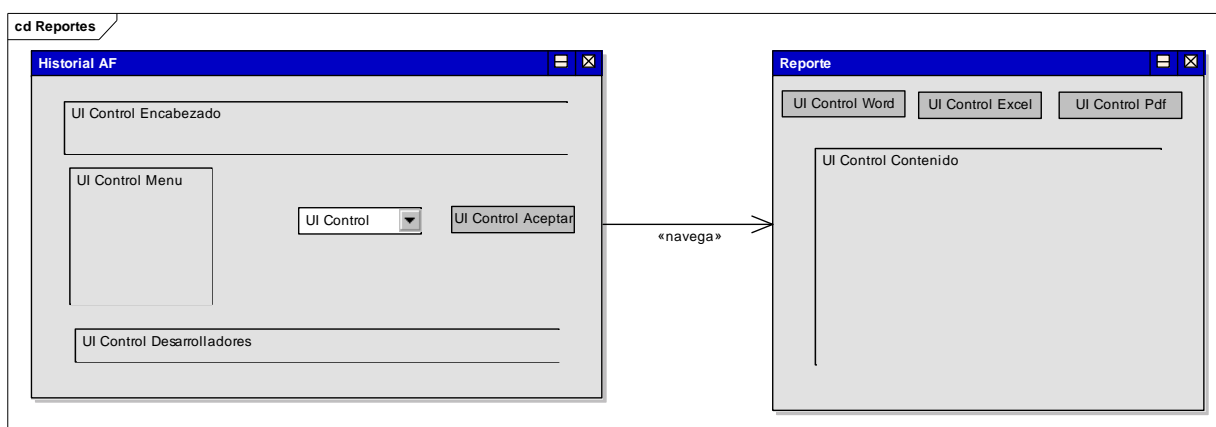 cd Reportes
Historial AF
UI Control Encabezado
UI Control Menu
UI Control
UI Control Aceptar
UI Control Desarrolladores
«navega»
Reporte
UI Control Word
UI Control Excel
UI Control Pdf
UI Control Contenido